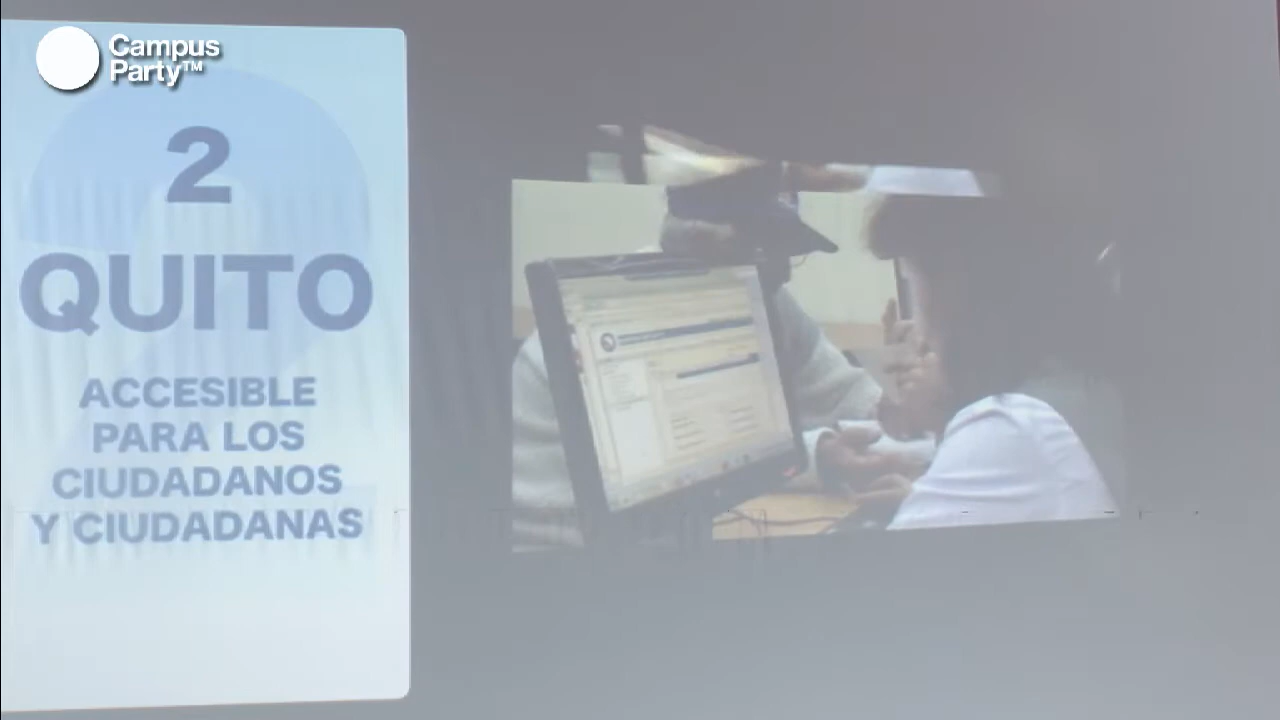 Campus
Party™
2
QUITO
ACCESIBLE
PARA LOS
CIUDADANOS
Y CIUDADANAS